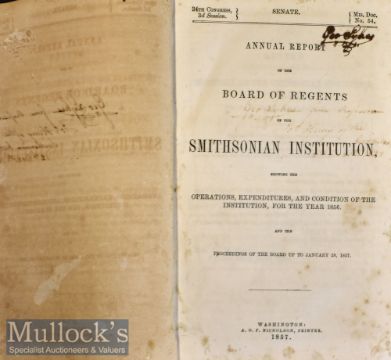 34TH CONGRESS, 3d Session. } SENATE. { MIS. DOC. No. 54.
Geo Sykes
ANNUAL REPORT
OF THE
BOARD OF REGENTS
OF THE
SMITHSONIAN INSTITUTION,
SHOWING THE
OPERATIONS, EXPENDITURES, AND CONDITION OF THE
INSTITUTION, FOR THE YEAR 1856,
AND THE
PROCEEDINGS OF THE BOARD UP TO JANUARY 28, 1857.
WASHINGTON:
A. O. P. NICHOLSON, PRINTER.
1857.
Mullock's
Specialist Auctioneers & Valuers